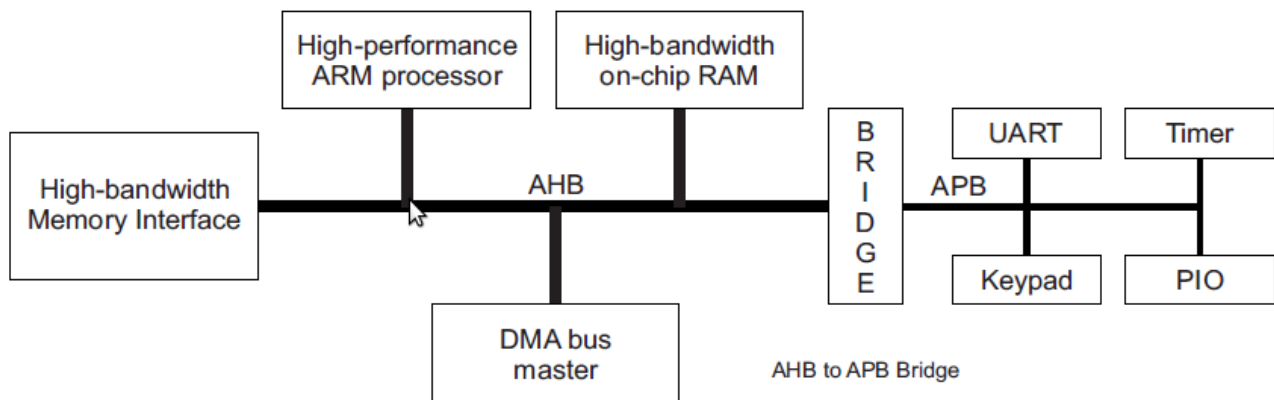 High-performance
ARM processor
High-bandwidth
on-chip RAM
High-bandwidth
Memory Interface
AHB
B
R
I
D
G
E
UART
Timer
APB
Keypad
PIO
DMA bus
master
AHB to APB Bridge